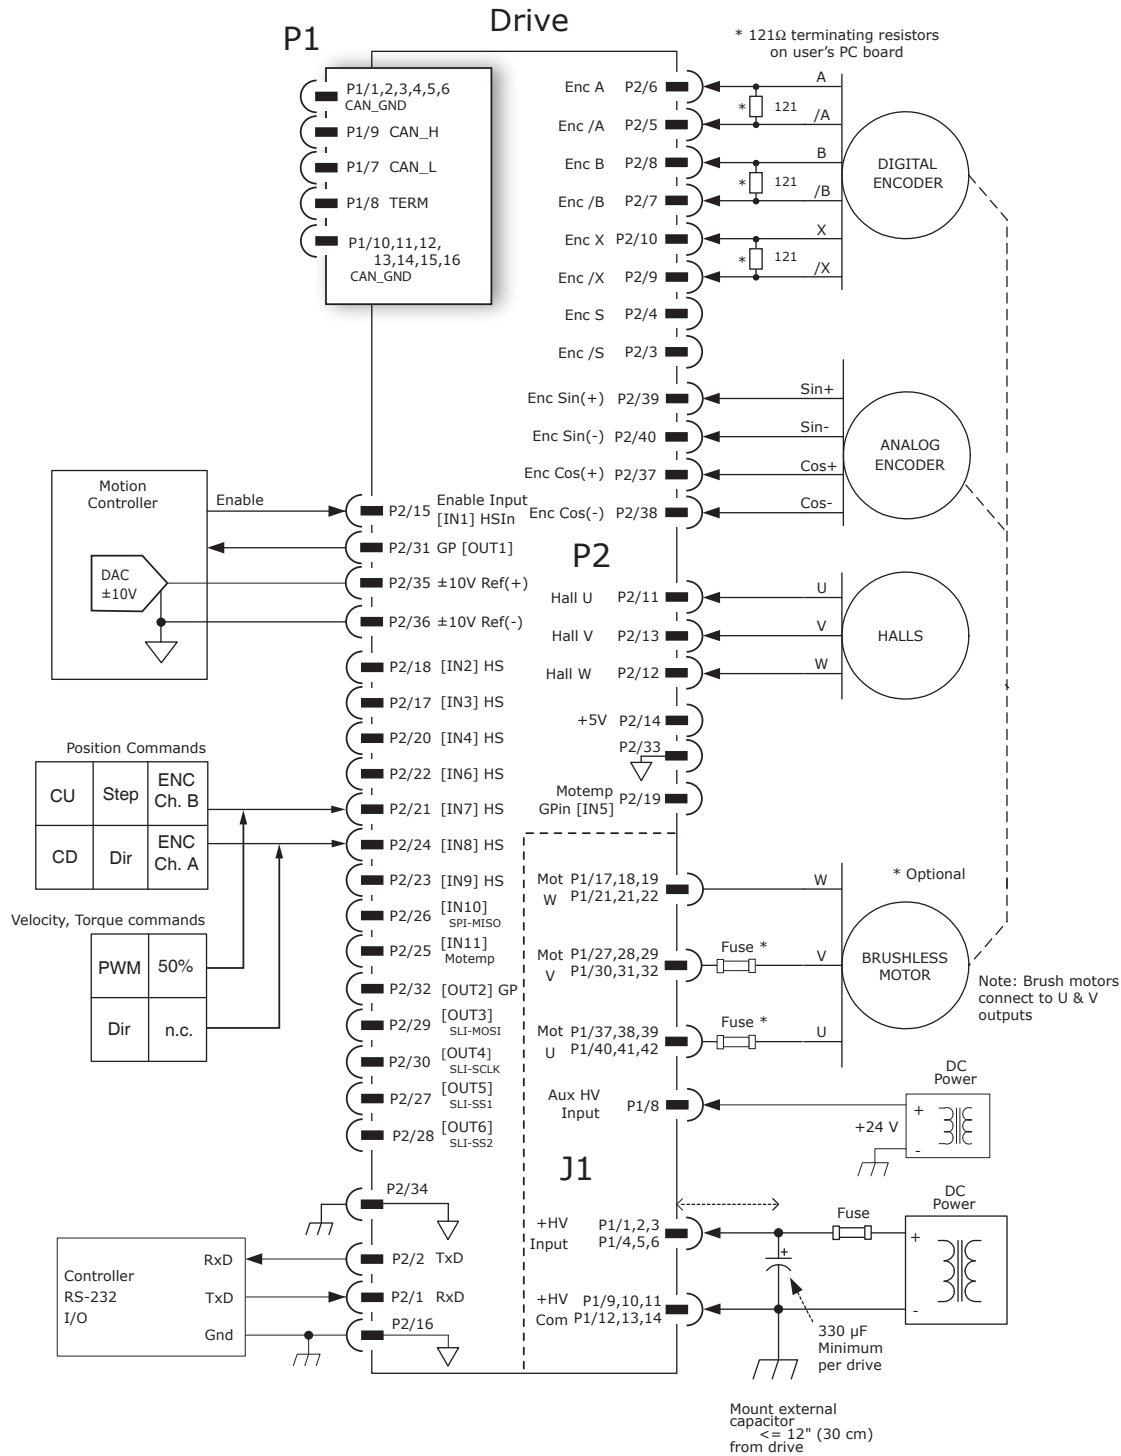 Drive
P1
* 121Ω terminating resistors
on user's PC board
P1/1,2,3,4,5,6
CAN_GND
P1/9 CAN_H
P1/7 CAN_L
P1/8 TERM
P1/10,11,12,
13,14,15,16
CAN_GND
Enc A P2/6
Enc /A P2/5
Enc B P2/8
Enc /B P2/7
Enc X P2/10
Enc /X P2/9
Enc S P2/4
Enc /S P2/3
A
* 121
/A
B
* 121
/B
X
* 121
/X
DIGITAL
ENCODER
Enc Sin(+) P2/39
Enc Sin(-) P2/40
Enc Cos(+) P2/37
Enc Cos(-) P2/38
Sin+
Sin-
Cos+
Cos-
ANALOG
ENCODER
Motion
Controller
Enable
DAC
±10V
P2/15 Enable Input
[IN1] HSIn
P2/31 GP [OUT1]
P2/35 ±10V Ref(+)
P2/36 ±10V Ref(-)
P2/18 [IN2] HS
P2/17 [IN3] HS
P2/20 [IN4] HS
P2/22 [IN6] HS
P2/21 [IN7] HS
P2/24 [IN8] HS
P2/23 [IN9] HS
P2/26 [IN10]
SPI-MISO
P2/25 [IN11]
Motemp
P2/32 [OUT2] GP
P2/29 [OUT3]
SLI-MOSI
P2/30 [OUT4]
SLI-SCLK
P2/27 [OUT5]
SLI-SS1
P2/28 [OUT6]
SLI-SS2
P2
Hall U P2/11
Hall V P2/13
Hall W P2/12
U
V
W
HALLS
+5V P2/14
P2/33
Motemp
GPin [IN5] P2/19
Position Commands
CU Step ENC
Ch. B
CD Dir ENC
Ch. A
Velocity, Torque commands
PWM 50%
Dir n.c.
Mot P1/17,18,19
W P1/21,21,22
Mot P1/27,28,29
V P1/30,31,32
Mot P1/37,38,39
U P1/40,41,42
W
Fuse * V
Fuse * U
* Optional
BRUSHLESS
MOTOR
Note: Brush motors
connect to U & V
outputs
Aux HV
Input P1/8
DC
Power
+
+24 V
-
J1
+HV P1/1,2,3
Input P1/4,5,6
+HV P1/9,10,11
Com P1/12,13,14
Fuse
DC
Power
+
-
+
330 µF
Minimum
per drive
Mount external
capacitor
<= 12" (30 cm)
from drive
P2/34
Controller
RS-232
I/O
RxD
TxD
Gnd
P2/2 TxD
P2/1 RxD
P2/16